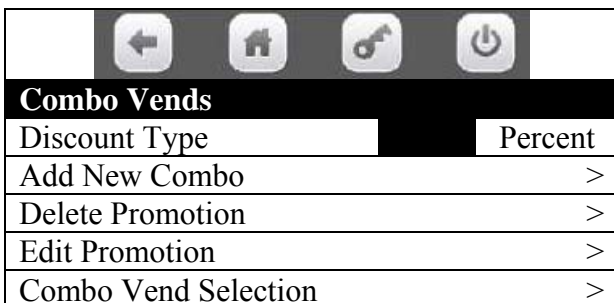 Combo Vends
Discount Type Percent
Add New Combo >
Delete Promotion >
Edit Promotion >
Combo Vend Selection >